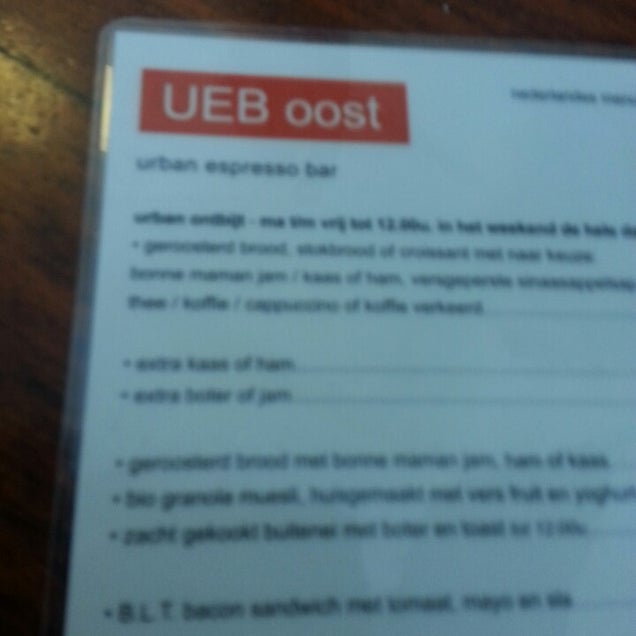 UEB oost
nederlandse menu
urban espresso bar
urban ontbijt - ma t/m vrij tot 12.00u. in het weekend de hele
• geroosterd brood, stokbrood of croissant met naar keuze:
bonne maman jam / kaas of ham, versgeperste sinaasappelsap
thee / koffie / cappuccino of koffie verkeerd
• extra kaas of ham
• extra boter of jam
• geroosterd brood met bonne maman jam, ham of kaas
• bio granola muesli, huisgemaakt met vers fruit en yoghurt
• zacht gekookt buitenei met boter en toast tot 12:00u
• B.L.T. bacon sandwich met tomaat, mayo en sla